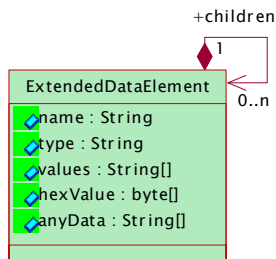 +children
1
ExtendedDataElement
0..n
name : String
type : String
values : String[]
hexValue : byte[]
anyData : String[]